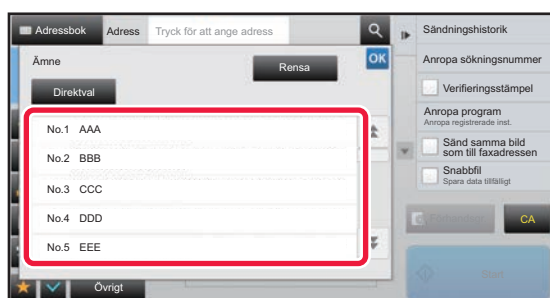 Adressbok Adress Tryck för att ange adress
Ämne
Rensa
OK
Direktval
No.1 AAA
No.2 BBB
No.3 CCC
No.4 DDD
No.5 EEE
Övrigt
Sändningshistorik
Anropa sökningsnummer
Verifieringsstämpel
Anropa program
Anropa registrerade inst.
Sänd samma bild
som till faxadressen
Snabbfil
Spara data tillfälligt
CA
Start